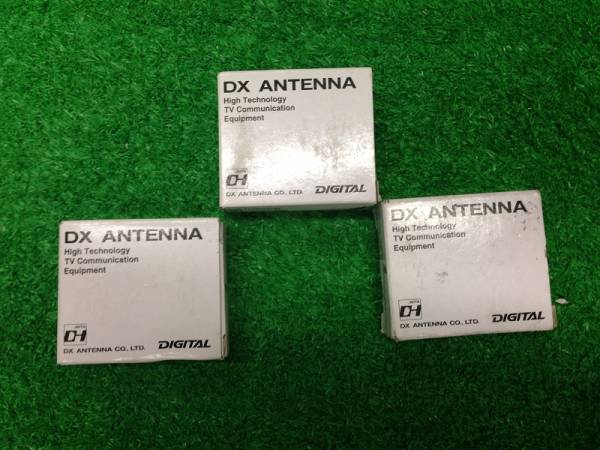 DX ANTENNA
High Technology
TV Communication
Equipment
DX ANTENNA CO., LTD.
DIGITAL
DX ANTENNA
High Technology
TV Communication
Equipment
DX ANTENNA CO., LTD.
DIGITAL
DX ANTENNA
High Technology
TV Communication
Equipment
DX ANTENNA CO., LTD.
DIGITAL